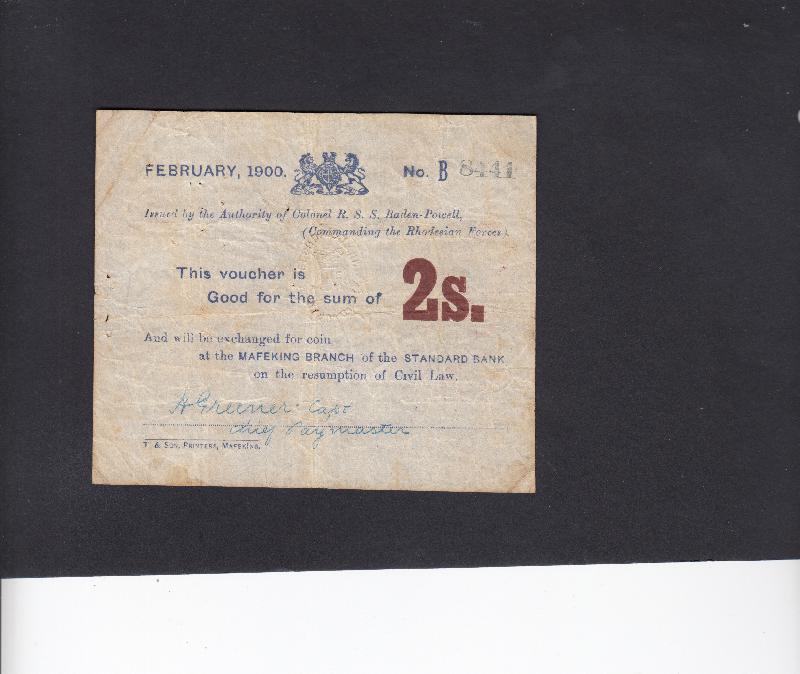 FEBRUARY, 1900. No. B 8441
Issued by the Authority of Colonel R. S. S. Baden-Powell,
(Commanding the Rhodesian Forces).
This voucher is
Good for the sum of 2s.
And will be exchanged for coin
at the MAFEKING BRANCH of the STANDARD BANK
on the resumption of Civil Law.
H Greener Capt
Chief Paymaster
T & SON, PRINTERS, MAFEKING.